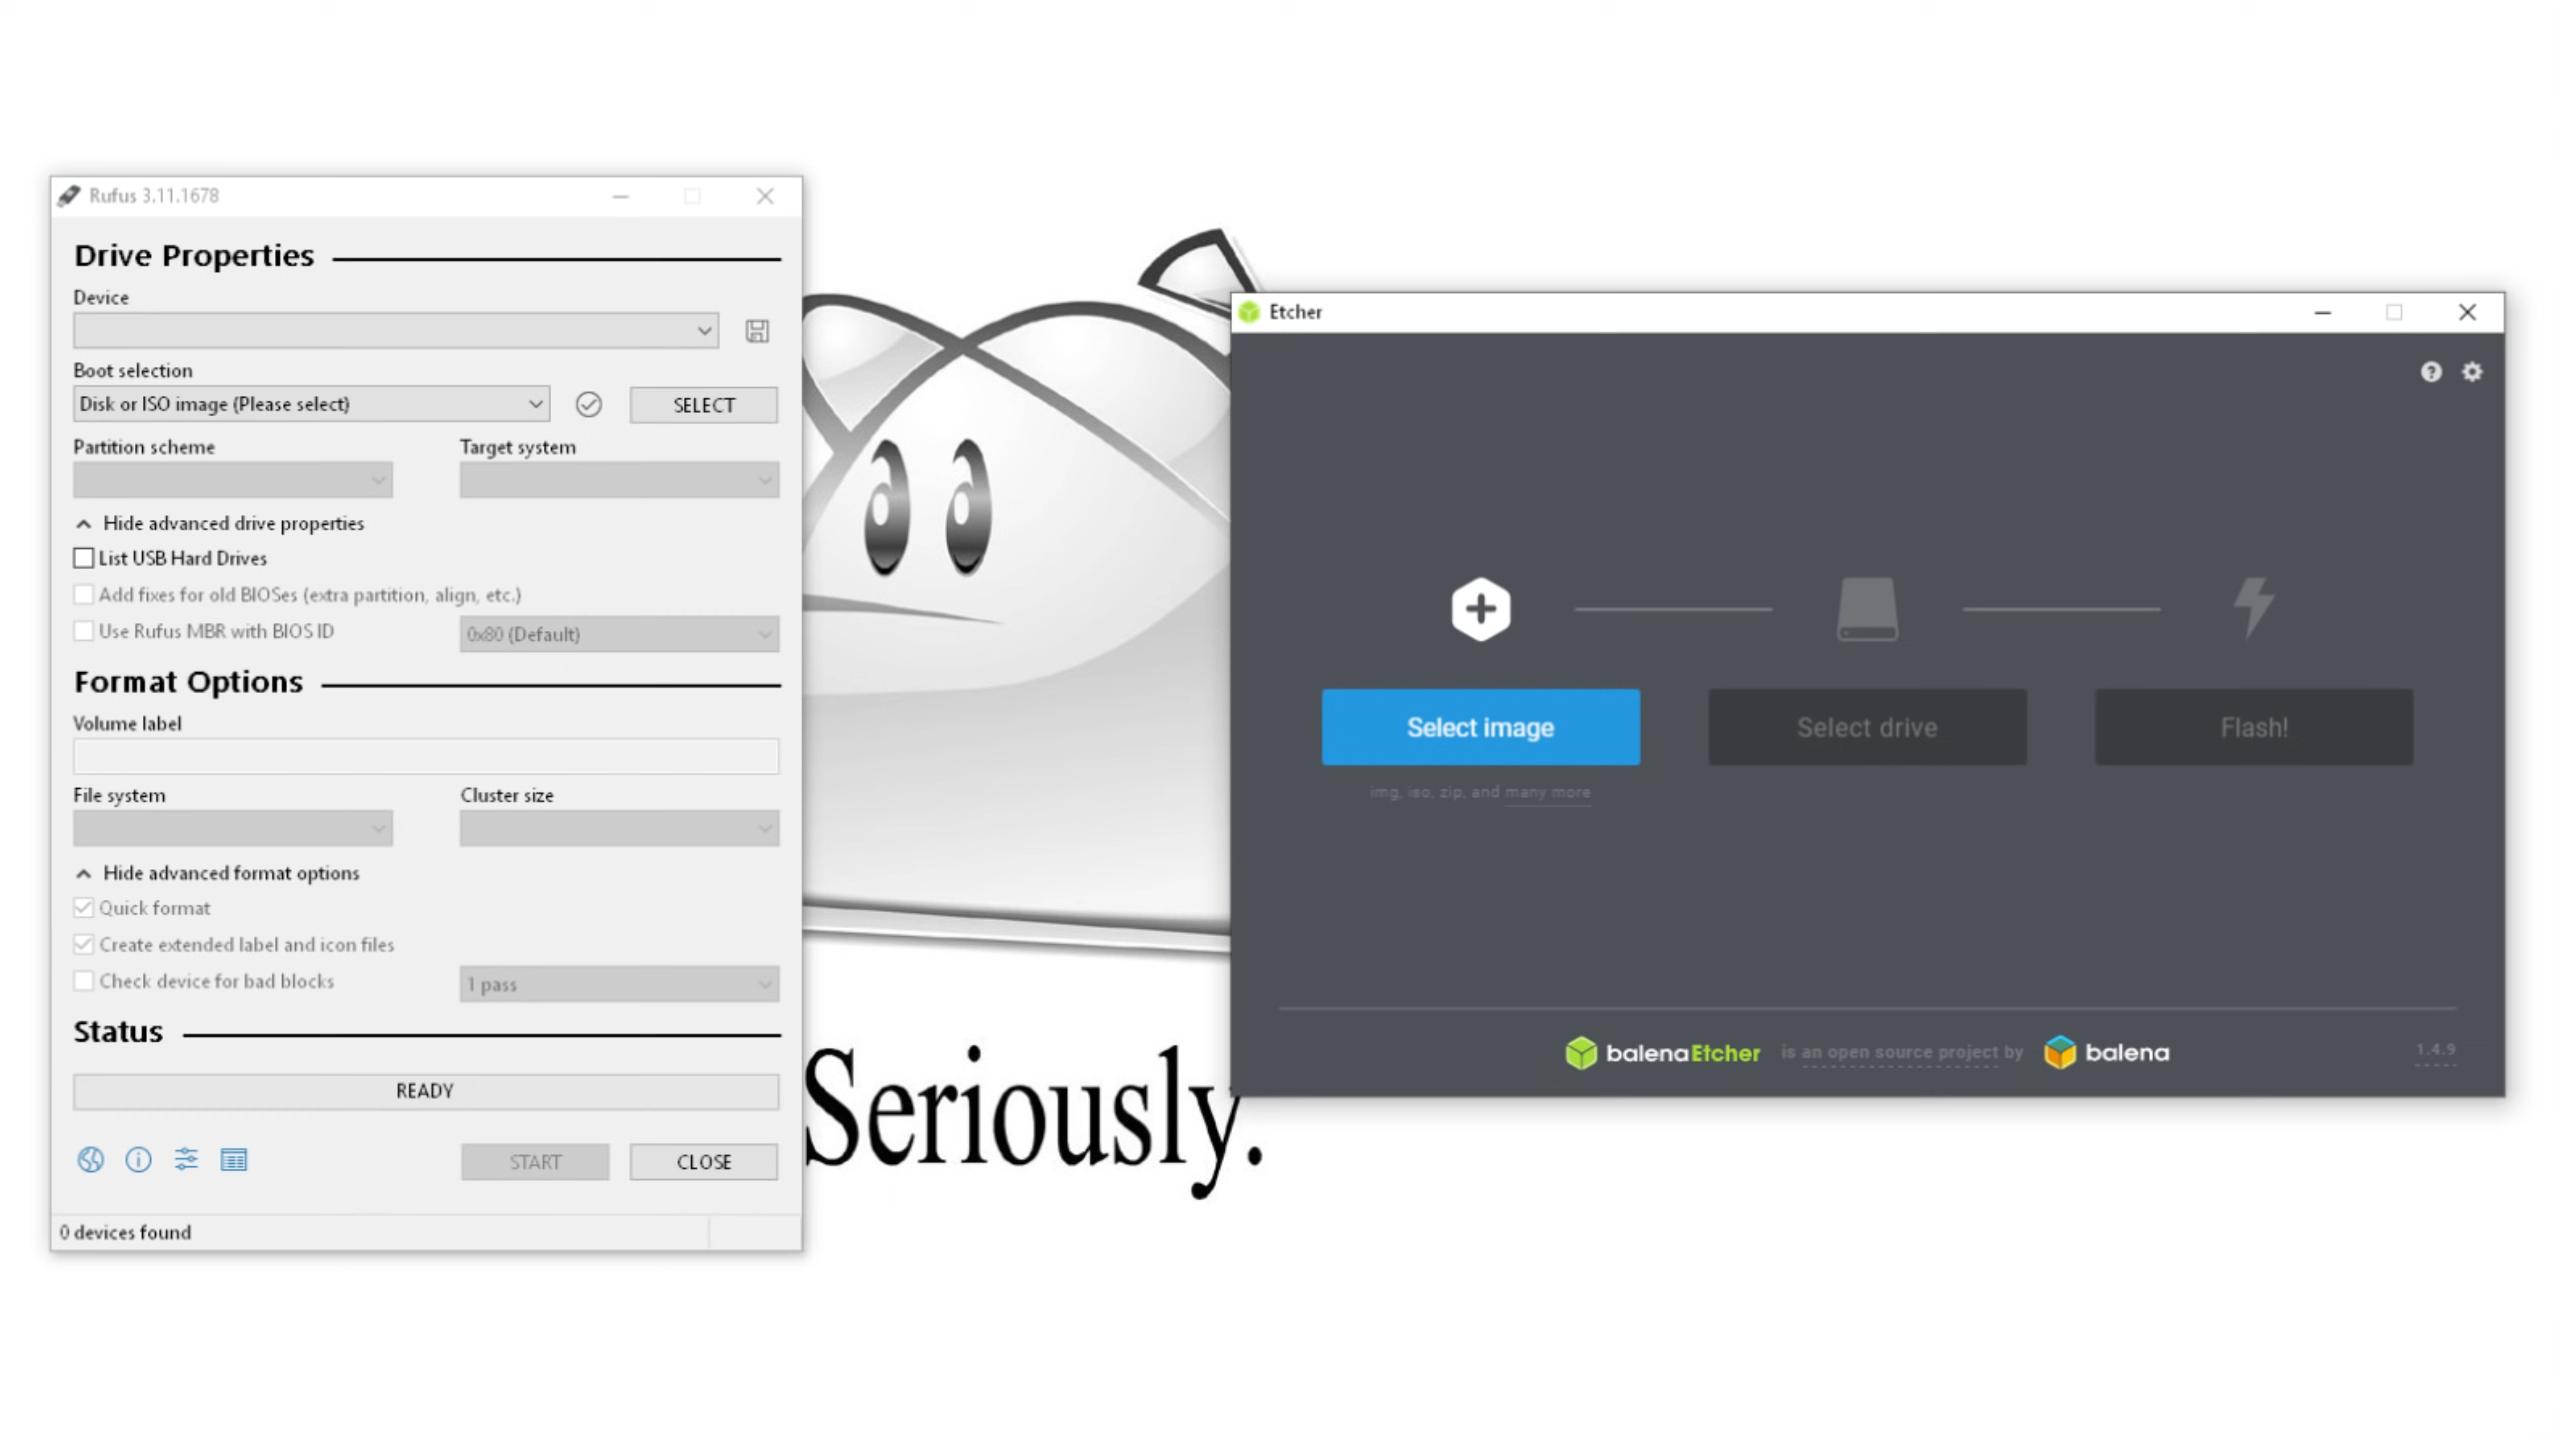 Rufus 3.11.1678
Drive Properties
Device
Boot selection
Disk or ISO image (Please select)
SELECT
Partition scheme
Target system
Hide advanced drive properties
List USB Hard Drives
Add fixes for old BIOSes (extra partition, align, etc.)
Use Rufus MBR with BIOS ID
0x80 (Default)
Format Options
Volume label
File system
Cluster size
Hide advanced format options
Quick format
Create extended label and icon files
Check device for bad blocks
1 pass
Status
READY
START
CLOSE
0 devices found
Seriously.
Etcher
Select image
Select drive
Flash!
img, iso, zip, and many more
balenaEtcher is an open source project by balena
1.4.9